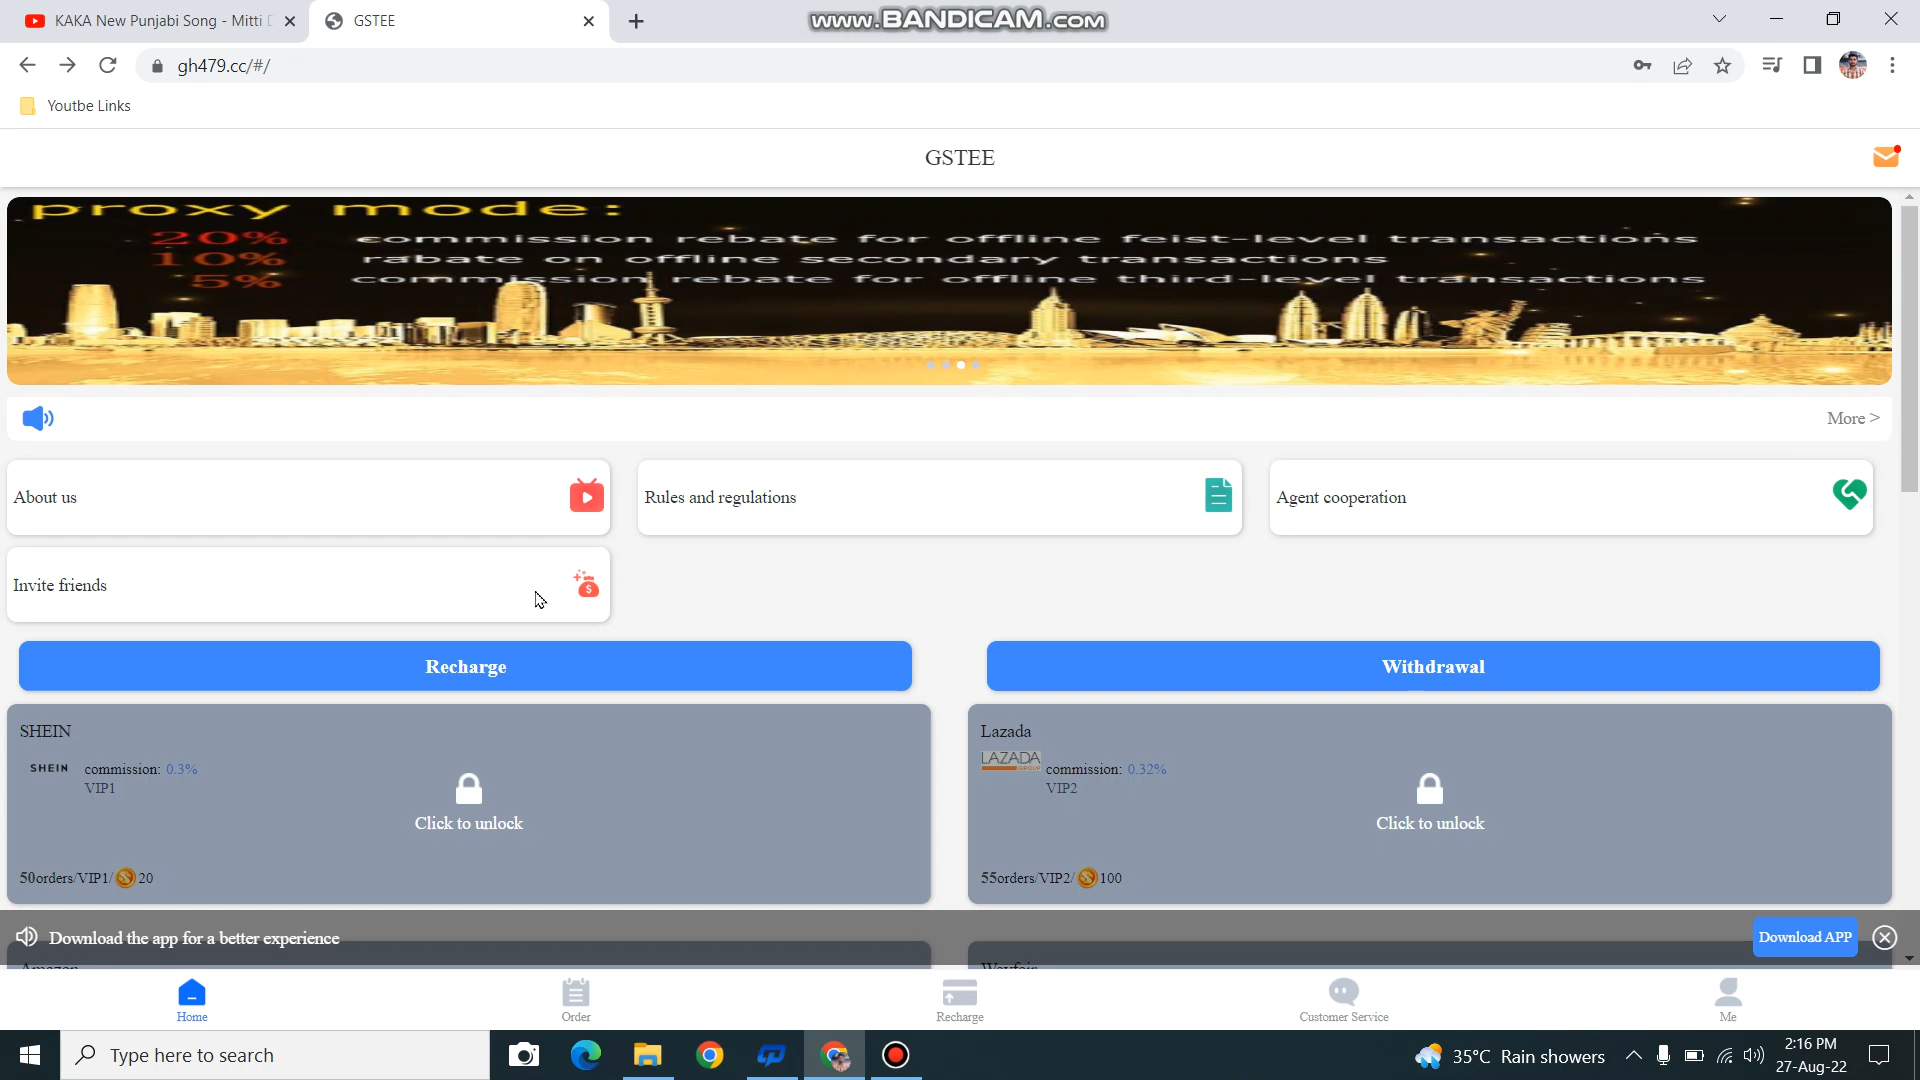 KAKA New Punjabi Song - Mitti D
GSTEE
www.BANDICAM.com
gh479.cc/#/
Youtbe Links
GSTEE
proxy mode:
20% commission rebate for offline feist-level transactions
10% rabate on offline secondary transactions
5% commission rebate for offline third-level transactions
More >
About us
Rules and regulations
Agent cooperation
Invite friends
Recharge
Withdrawal
SHEIN
SHEIN
commission: 0.3%
VIP1
Click to unlock
50orders/VIP1/ 20
Lazada
LAZADA
GROUP
commission: 0.32%
VIP2
Click to unlock
55orders/VIP2/ 100
Download the app for a better experience
Download APP
Amazon
Wayfair
Home
Order
Recharge
Customer Service
Me
Type here to search
35°C Rain showers
2:16 PM
27-Aug-22